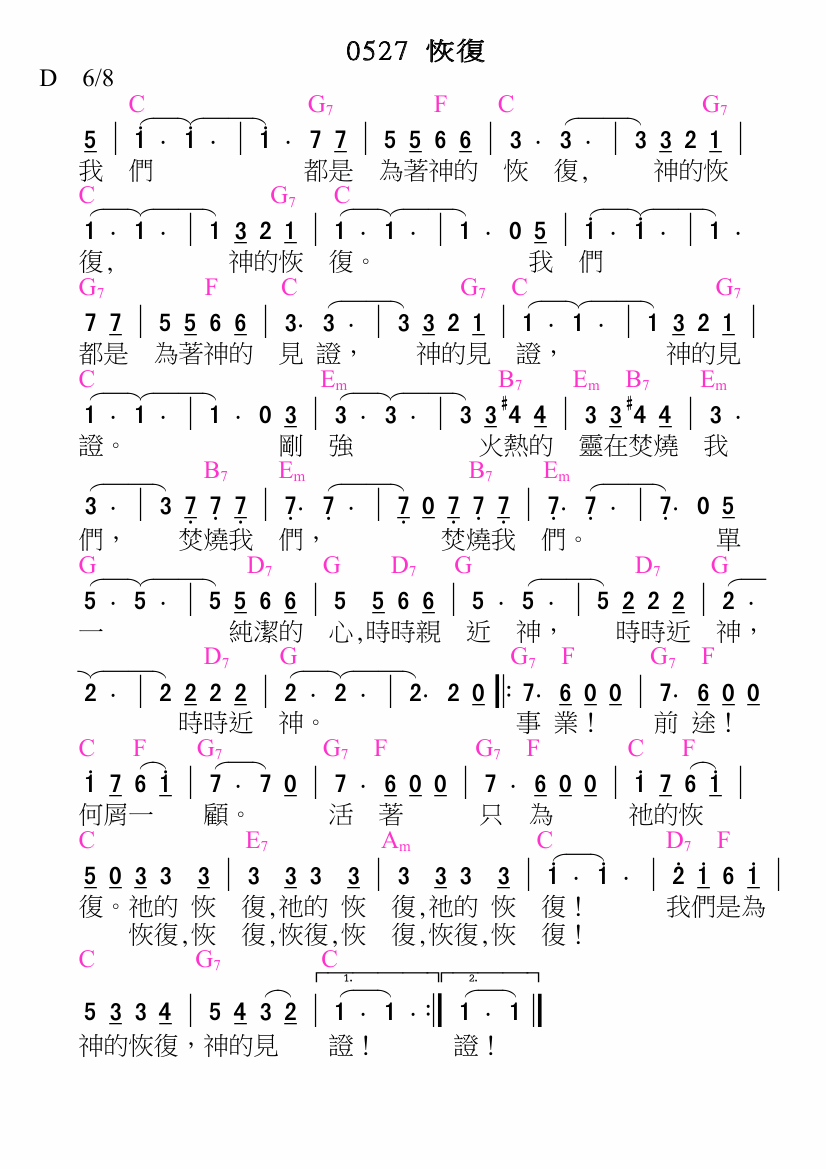 0527 恢復
D 6/8
C G7 F C G7
5 | i · i · | i · 7 7 | 5 5 6 6 | 3 · 3 · | 3 3 2 1 |
我 們 都是 為著神的 恢 復, 神的恢
C G7 C
1 · 1 · | 1 3 2 1 | 1 · 1 · | 1 · 0 5 | i · i · | 1 ·
復, 神的恢 復。 我 們
G7 F C G7 C G7
7 7 | 5 5 6 6 | 3· 3 · | 3 3 2 1 | 1 · 1 · | 1 3 2 1 |
都是 為著神的 見 證, 神的見 證, 神的見
C Em B7 Em B7 Em
1 · 1 · | 1 · 0 3 | 3 · 3 · | 3 3 #4 4 | 3 3 #4 4 | 3 ·
證。 剛 強 火熱的 靈在焚燒 我
B7 Em B7 Em
3 · | 3 7 7 7 | 7· 7 · | 7 0 7 7 7 | 7· 7 · | 7· 0 5
們, 焚燒我 們, 焚燒我 們。 單
G D7 G D7 G D7 G
5 · 5 · | 5 5 6 6 | 5 5 6 6 | 5 · 5 · | 5 2 2 2 | 2 ·
一 純潔的 心,時時親 近 神, 時時近 神,
D7 G G7 F G7 F
2 · | 2 2 2 2 | 2 · 2 · | 2· 2 0 |: 7· 6 0 0 | 7· 6 0 0
時時近 神。 事 業! 前 途!
C F G7 G7 F G7 F C F
i 7 6 i | 7 · 7 0 | 7 · 6 0 0 | 7 · 6 0 0 | i 7 6 i |
何屑一 顧。 活 著 只 為 祂的恢
C E7 Am C D7 F
5 0 3 3 3 | 3 3 3 3 | 3 3 3 3 | i · i · | 2̇ i 6 i |
復。祂的 恢 復,祂的 恢 復,祂的 恢 復! 我們是為
恢復,恢 復,恢復,恢 復,恢復,恢 復!
C G7 C
1. 2.
5 3 3 4 | 5 4 3 2 | 1 · 1 · :| 1 · 1 |
神的恢復,神的見 證! 證!